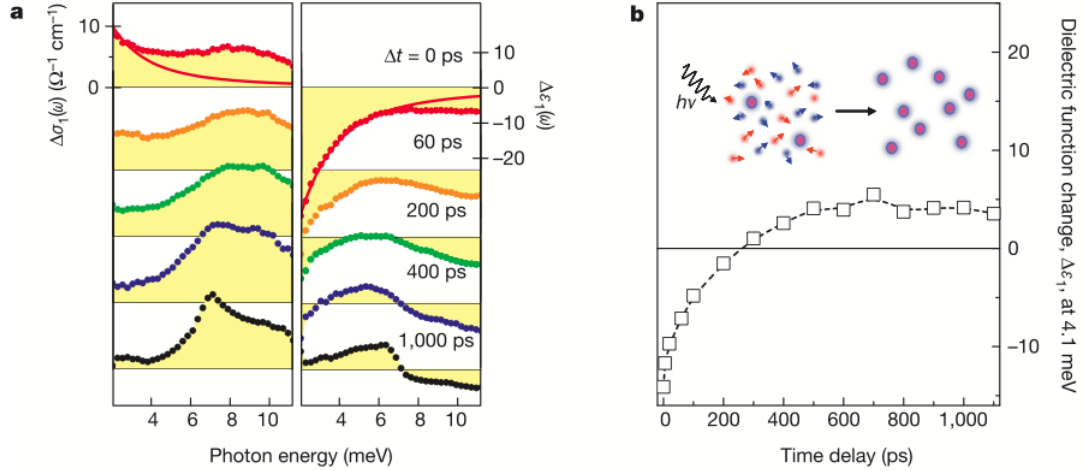 a
Δσ₁(ω) (Ω⁻¹ cm⁻¹)
10
0
4
6
8
10
Δt = 0 ps
60 ps
200 ps
400 ps
1,000 ps
10
0
−10
−20
Δε₁(ω)
4
6
8
10
Photon energy (meV)
b
hν
20
10
0
−10
Dielectric function change, Δε₁, at 4.1 meV
0
200
400
600
800
1,000
Time delay (ps)